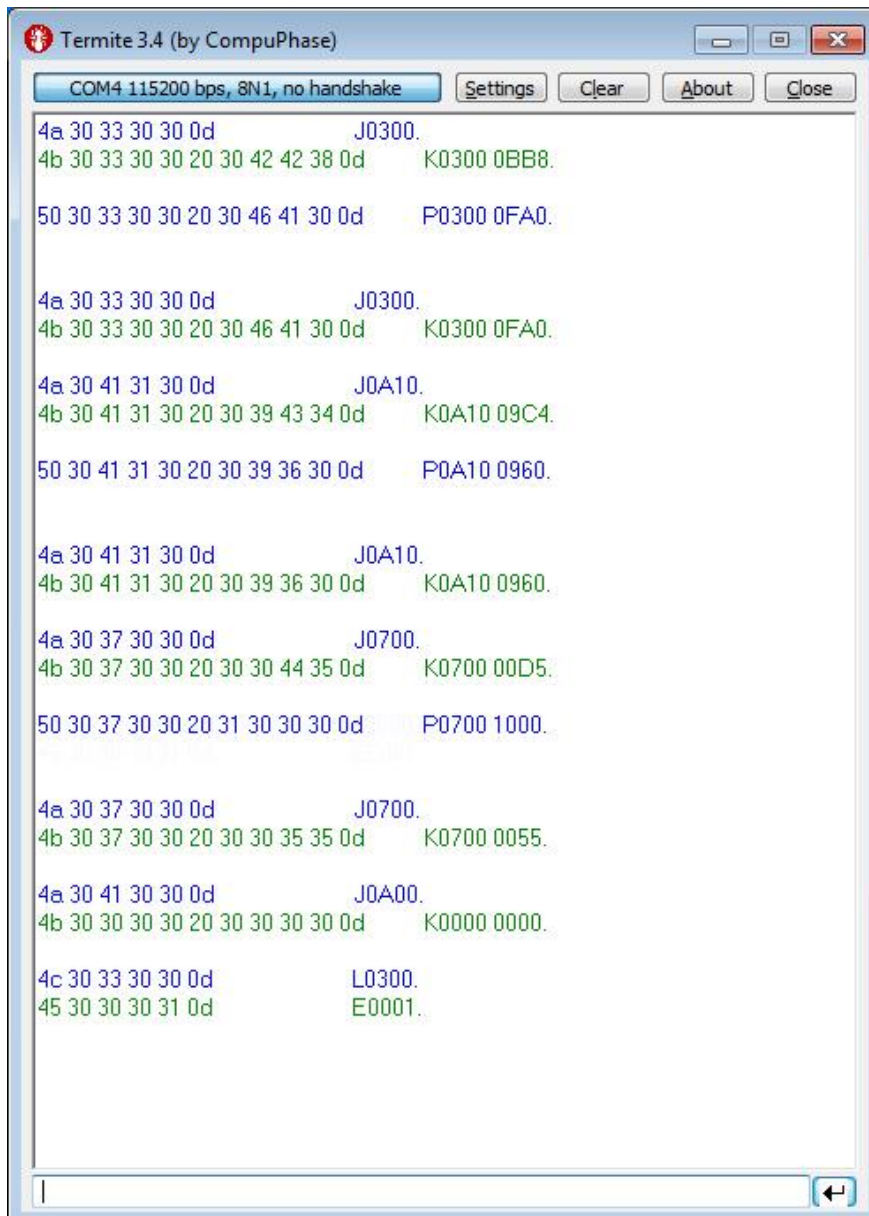 Termite 3.4 (by CompuPhase)
COM4 115200 bps, 8N1, no handshake Settings Clear About Close
4a 30 33 30 30 0d J0300.
4b 30 33 30 30 20 30 42 42 38 0d K0300 0BB8.
50 30 33 30 30 20 30 46 41 30 0d P0300 0FA0.
4a 30 33 30 30 0d J0300.
4b 30 33 30 30 20 30 46 41 30 0d K0300 0FA0.
4a 30 41 31 30 0d J0A10.
4b 30 41 31 30 20 30 39 43 34 0d K0A10 09C4.
50 30 41 31 30 20 30 39 36 30 0d P0A10 0960.
4a 30 41 31 30 0d J0A10.
4b 30 41 31 30 20 30 39 36 30 0d K0A10 0960.
4a 30 37 30 30 0d J0700.
4b 30 37 30 30 20 30 30 44 35 0d K0700 00D5.
50 30 37 30 30 20 31 30 30 30 0d P0700 1000.
4a 30 37 30 30 0d J0700.
4b 30 37 30 30 20 30 30 35 35 0d K0700 0055.
4a 30 41 30 30 0d J0A00.
4b 30 30 30 30 20 30 30 30 30 0d K0000 0000.
4c 30 33 30 30 0d L0300.
45 30 30 30 31 0d E0001.